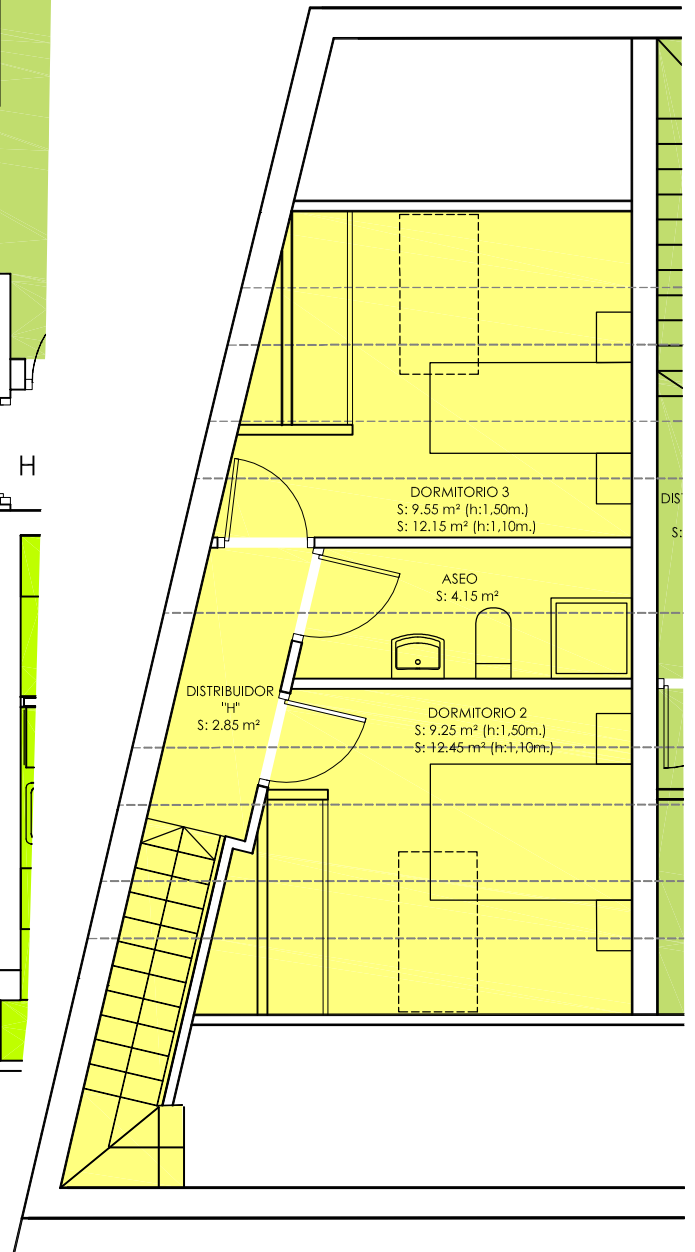 H
DORMITORIO 3
S: 9.55 m² (h:1,50m.)
S: 12.15 m² (h:1,10m.)
DIS
S:
ASEO
S: 4.15 m²
DISTRIBUIDOR
"H"
S: 2.85 m²
DORMITORIO 2
S: 9.25 m² (h:1,50m.)
S: 12.45 m² (h:1,10m.)